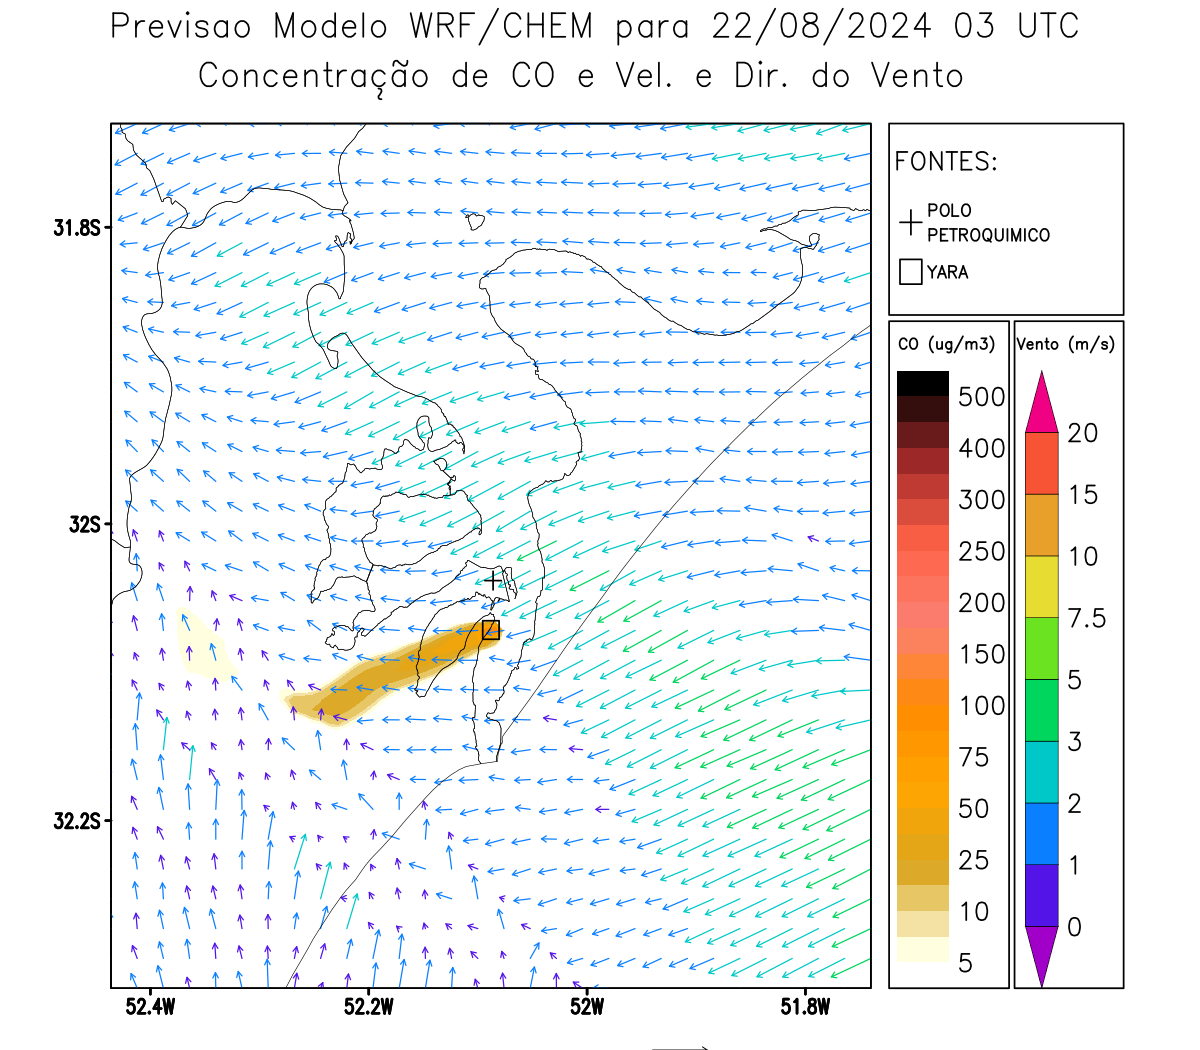 Previsao Modelo WRF/CHEM para 22/08/2024 03 UTC
Concentração de CO e Vel. e Dir. do Vento
FONTES:
POLO
PETROQUIMICO
YARA
CO (ug/m3)
500
400
300
250
200
150
100
75
50
25
10
5
Vento (m/s)
20
15
10
7.5
5
3
2
1
0
31.8S
32S
32.2S
52.4W
52.2W
52W
51.8W